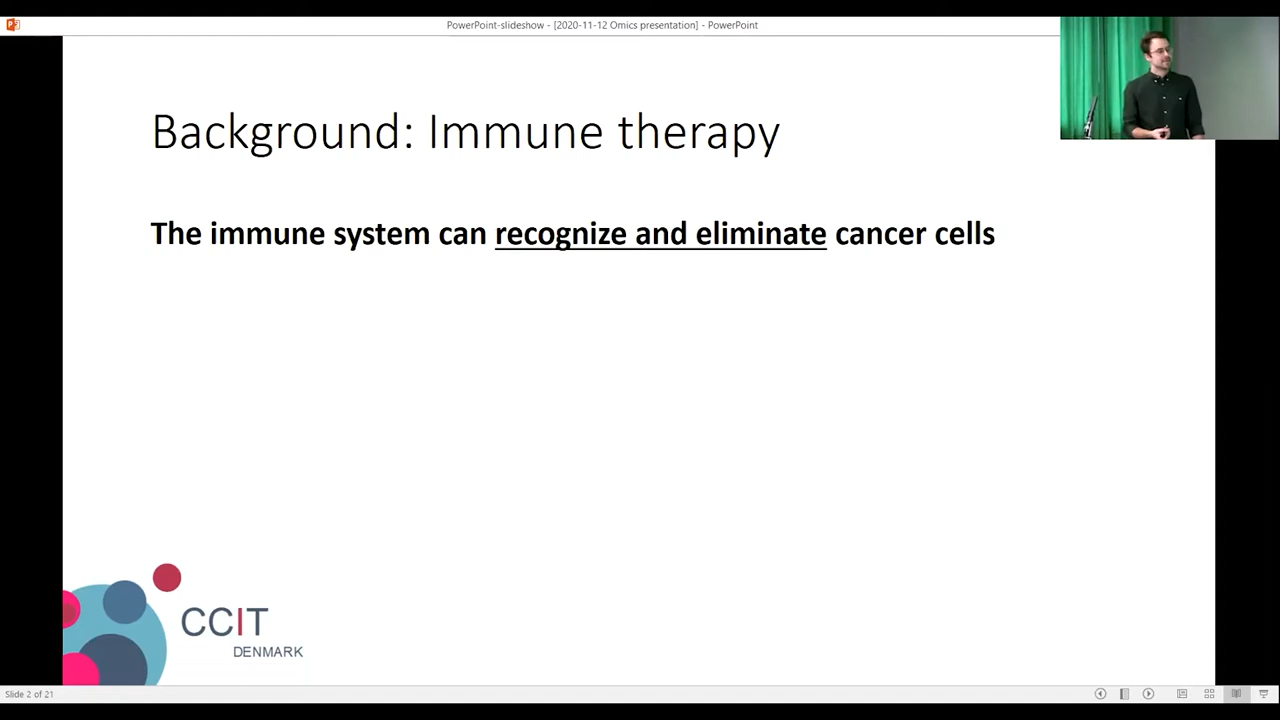 PowerPoint-slideshow - [2020-11-12 Omics presentation] - PowerPoint
Background: Immune therapy
The immune system can recognize and eliminate cancer cells
CCIT
DENMARK
Slide 2 of 21